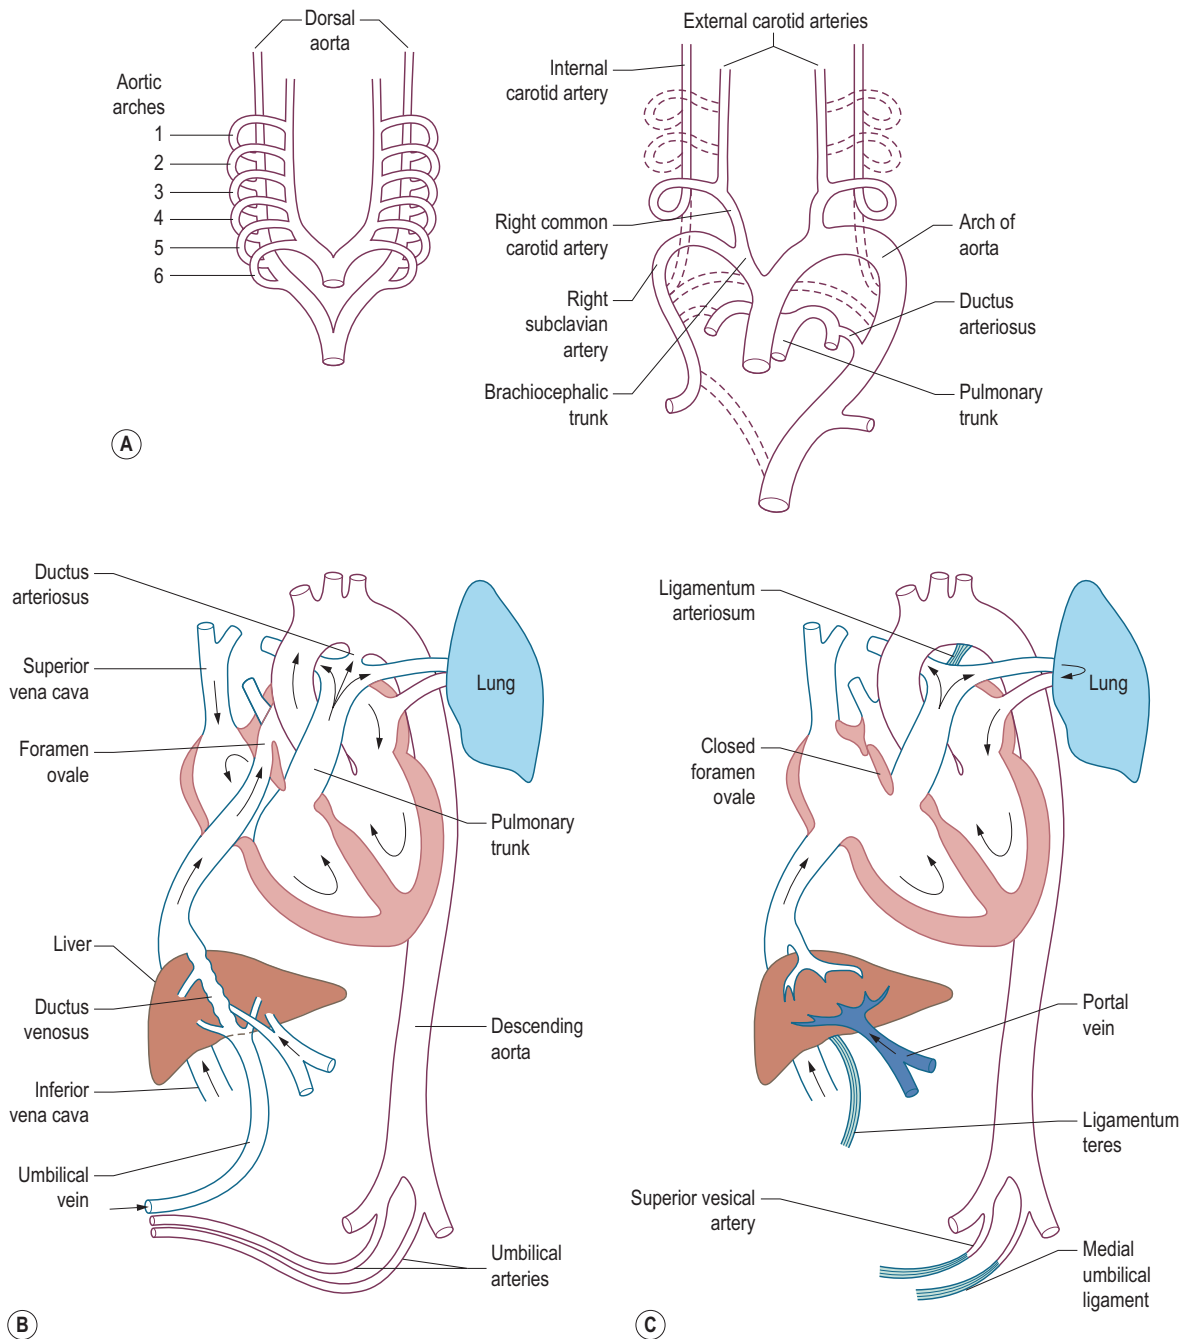 Dorsal
aorta
Aortic
arches
1
2
3
4
5
6
External carotid arteries
Internal
carotid artery
Right common
carotid artery
Arch of
aorta
Right
subclavian
artery
Ductus
arteriosus
Brachiocephalic
trunk
Pulmonary
trunk
A
Ductus
arteriosus
Superior
vena cava
Lung
Foramen
ovale
Pulmonary
trunk
Liver
Ductus
venosus
Descending
aorta
Inferior
vena cava
Umbilical
vein
Umbilical
arteries
B
Ligamentum
arteriosum
Lung
Closed
foramen
ovale
Portal
vein
Ligamentum
teres
Superior vesical
artery
Medial
umbilical
ligament
C